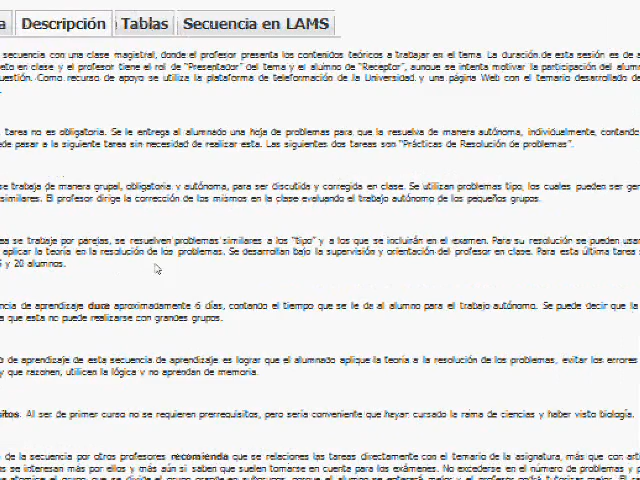 a Descripción Tablas Secuencia en LAMS
secuencia con una clase magistral, donde el profesor presenta los contenidos teóricos a trabajar en el tema. La duración de esta sesión es de a
eto en clase y el profesor tiene el rol de "Presentador" del tema y el alumno de "Receptor", aunque se intenta motivar la participación del alum
uestión. Como recurso de apoyo se utiliza la plataforma de teleformación de la Universidad y una página Web con el temario desarrollado de
tarea no es obligatoria. Se le entrega al alumnado una hoja de problemas para que la resuelva de manera autónoma, individualmente, contando
ede pasar a la siguiente tarea sin necesidad de realizar esta. Las siguientes dos tareas son "Prácticas de Resolución de problemas".
se trabaja de manera grupal, obligatoria y autónoma, para ser discutida y corregida en clase. Se utilizan problemas tipo, los cuales pueden ser gen
similares. El profesor dirige la corrección de los mismos en la clase evaluando el trabajo autónomo de los pequeños grupos.
ea se trabaja por parejas, se resuelven problemas similares a los "tipo" y a los que se incluirán en el examen. Para su resolución se pueden usar
aplicar la teoría en la resolución de los problemas. Se desarrollan bajo la supervisión y orientación del profesor en clase. Para esta última tarea
y 20 alumnos.
ncia de aprendizaje dura aproximadamente 6 días, contando el tiempo que se le da al alumno para el trabajo autónomo. Se puede decir que la
a que esta no puede realizarse con grandes grupos.
o de aprendizaje de esta secuencia de aprendizaje es lograr que el alumnado aplique la teoría a la resolución de los problemas, evitar los errores
y que razonen, utilicen la lógica y no aprendan de memoria.
sitos. Al ser de primer curso no se requieren prerrequisitos, pero sería conveniente que hayan cursado la rama de ciencias y haber visto biología.
de la secuencia por otros profesores recomienda que se relaciones las tareas directamente con el temario de la asignatura, más que con art
s se interesan más por ellos y más aún si saben que suelen tomarse en cuenta para los exámenes. No excederse en el número de problemas y p